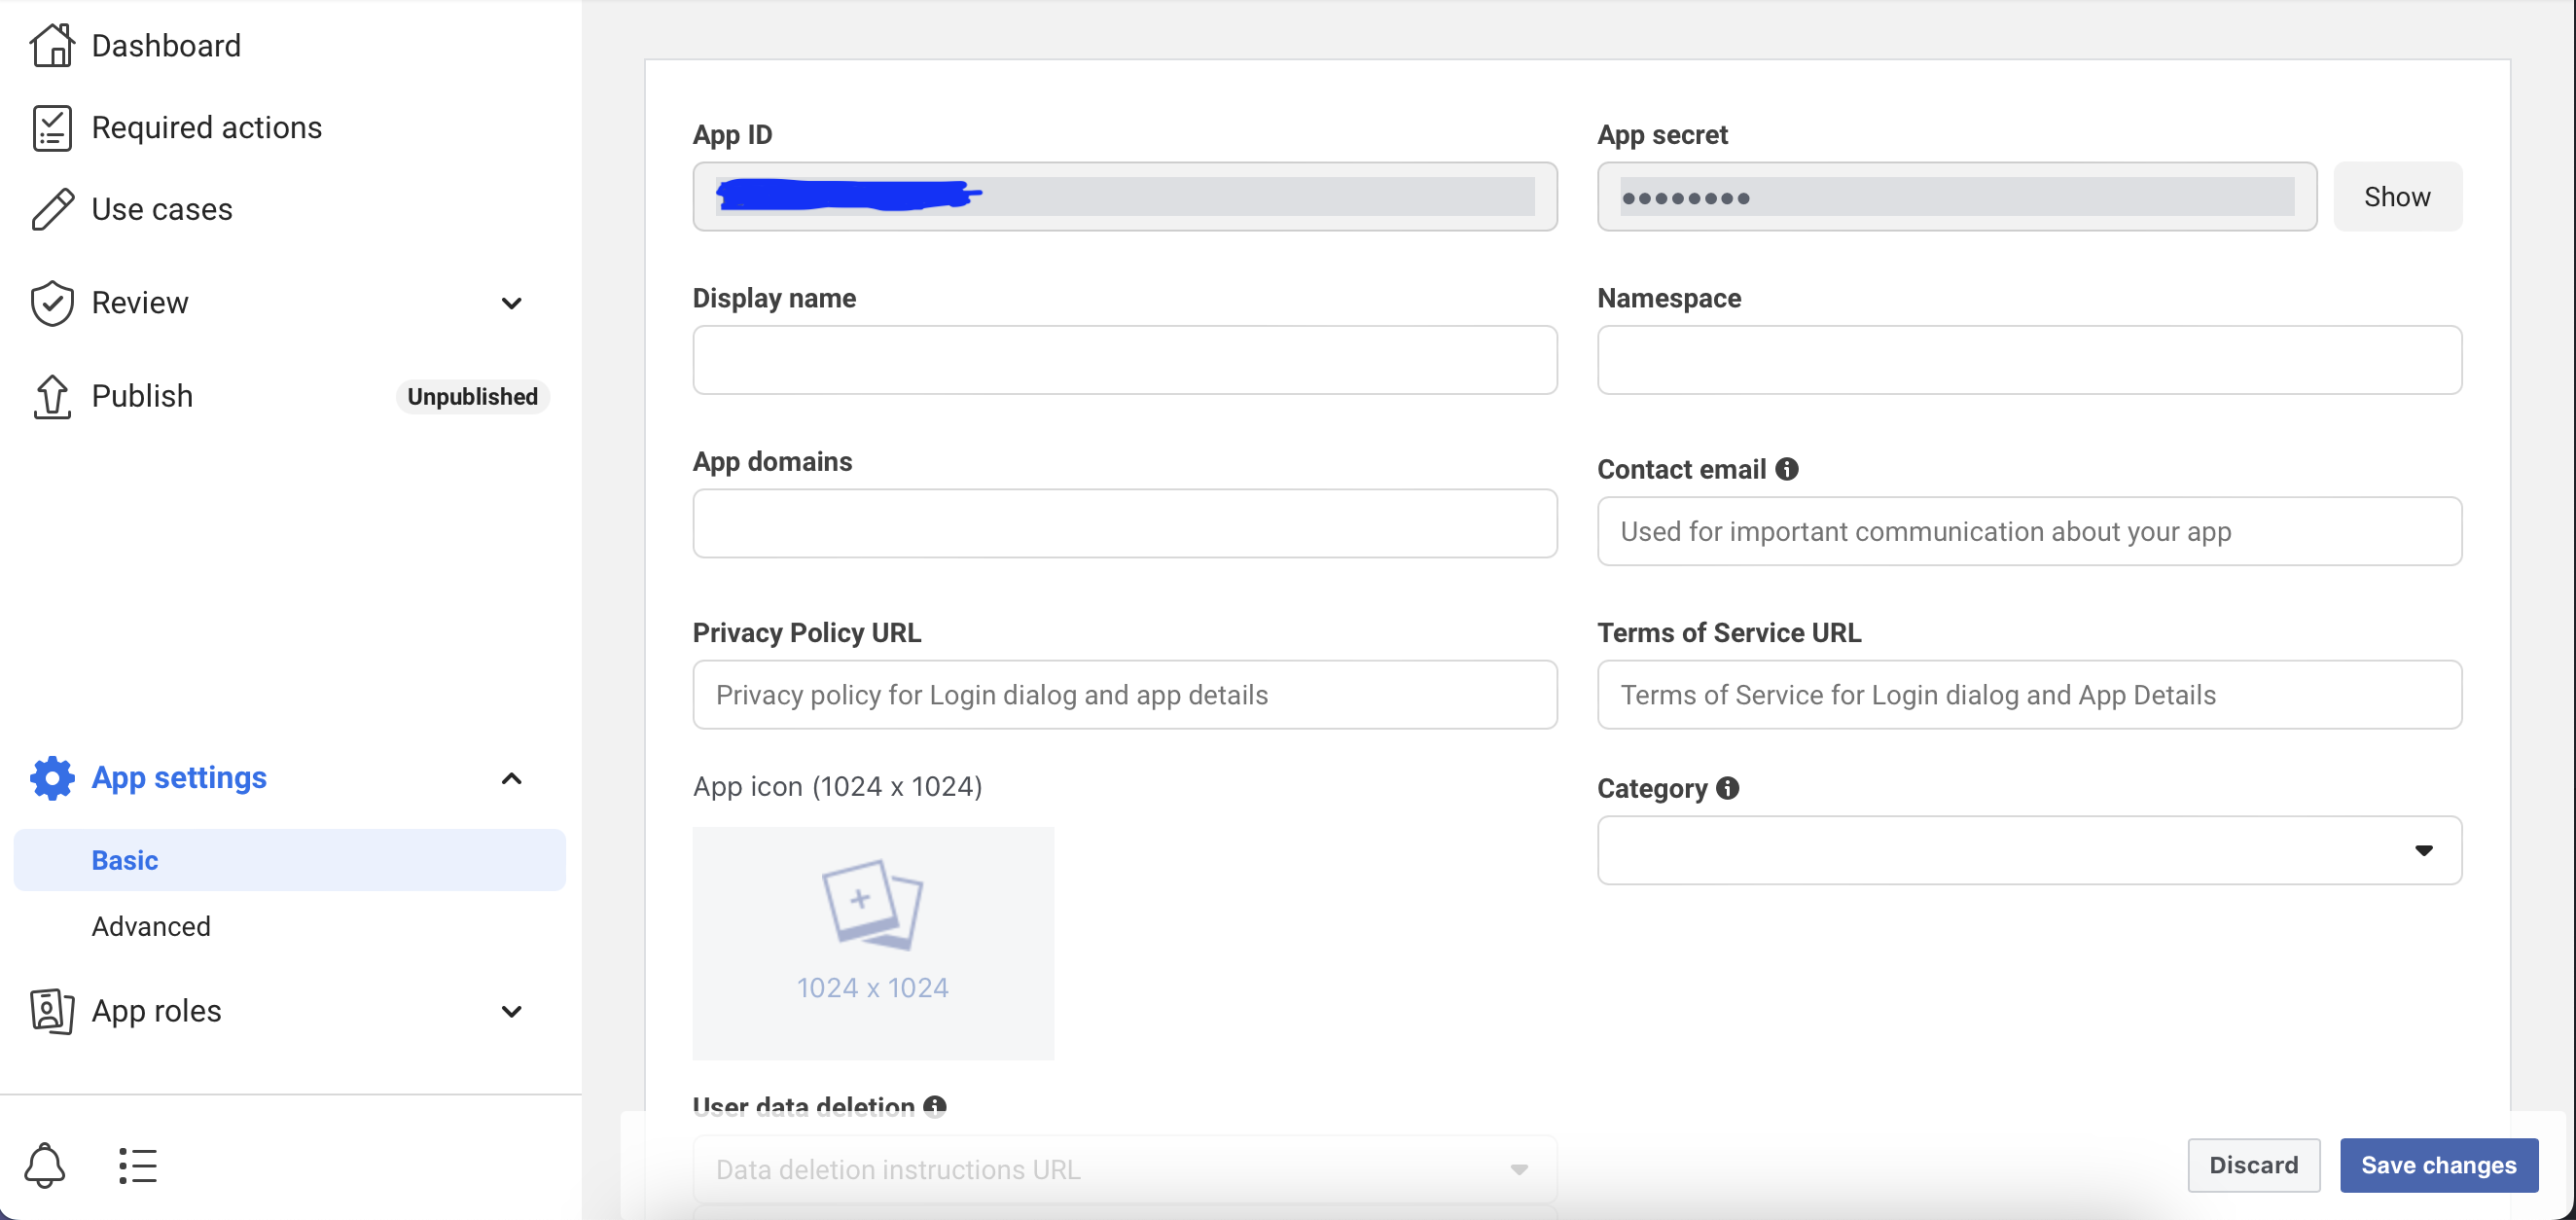 Dashboard
Required actions
Use cases
Review
Publish
Unpublished
App settings
Basic
Advanced
App roles
App ID
App secret
Show
Display name
Namespace
App domains
Contact email
Used for important communication about your app
Privacy Policy URL
Privacy policy for Login dialog and app details
Terms of Service URL
Terms of Service for Login dialog and App Details
App icon (1024 x 1024)
1024 x 1024
Category
User data deletion
Data deletion instructions URL
Discard
Save changes